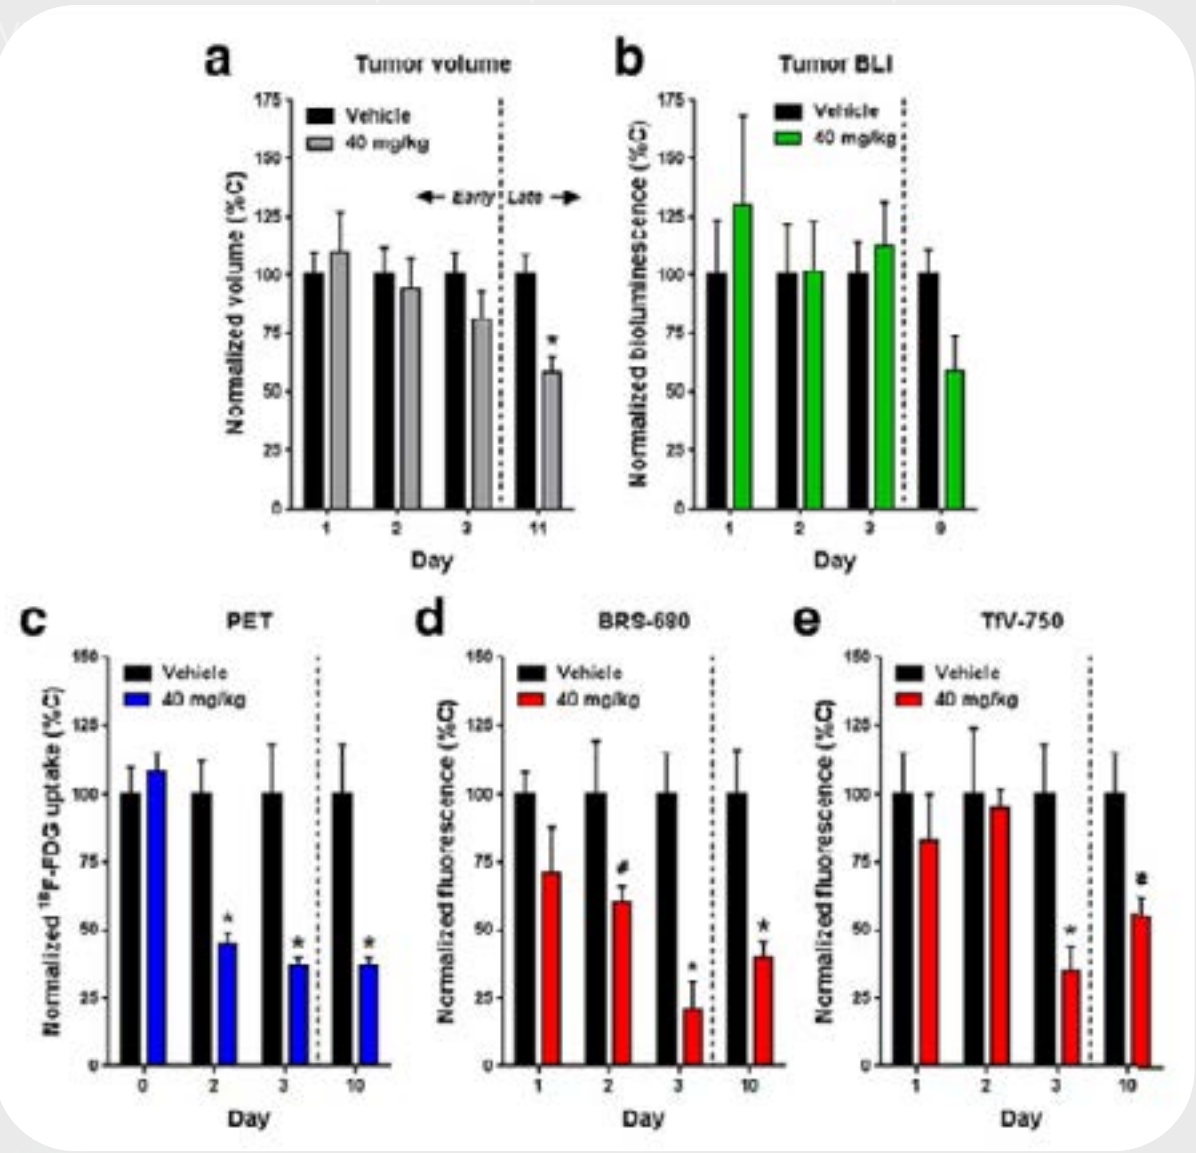 a
Tumor volume
175
150
125
100
75
50
25
0
Normalized volume (%C)
Vehicle
40 mg/kg
Early
Late
*
1
2
3
11
Day
b
Tumor BLI
175
150
125
100
75
50
25
0
Normalized bioluminescence (%C)
Vehicle
40 mg/kg
1
2
3
9
Day
c
PET
150
125
100
75
50
25
0
Normalized ¹⁸F-FDG uptake (%C)
Vehicle
40 mg/kg
*
*
*
0
2
3
10
Day
d
BRS-680
150
125
100
75
50
25
0
Normalized fluorescence (%C)
Vehicle
40 mg/kg
#
*
*
1
2
3
10
Day
e
TfV-750
150
125
100
75
50
25
0
Normalized fluorescence (%C)
Vehicle
40 mg/kg
*
#
1
2
3
10
Day